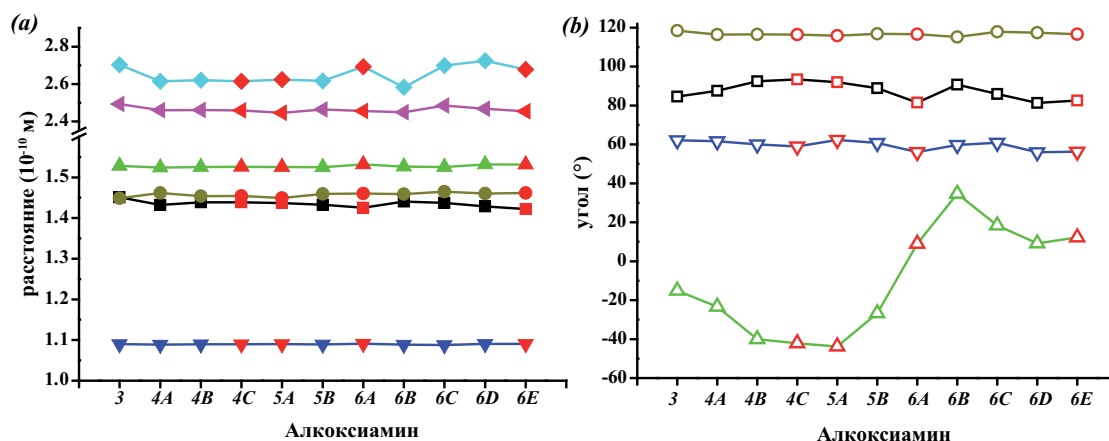 (a)
расстояние (10⁻¹⁰ м)
2.8
2.6
2.4
1.5
1.4
1.3
1.2
1.1
1.0
3 4A 4B 4C 5A 5B 6A 6B 6C 6D 6E
Алкоксиамин
(b)
угол (°)
120
100
80
60
40
20
0
-20
-40
-60
3 4A 4B 4C 5A 5B 6A 6B 6C 6D 6E
Алкоксиамин